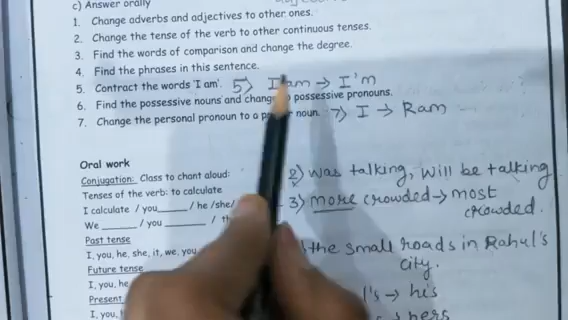 c) Answer orally
1. Change adverbs and adjectives to other ones.
2. Change the tense of the verb to other continuous tenses.
3. Find the words of comparison and change the degree.
4. Find the phrases in this sentence.
5. Contract the words 'I am'. 5) I am → I'm
6. Find the possessive nouns and change to possessive pronouns.
7. Change the personal pronoun to a noun. 7) I → Ram
Oral work
Conjugation: Class to chant aloud:
Tenses of the verb: to calculate
I calculate / you______/ he /she/
We ______ / you ______ /
Past tense
I, you, he, she, it, we, you
Future tense
I, you, he
Present
I, you,
2) was talking, will be talking
3) more crowded → most crowded.
the small roads in Rahul's city.
→ his
→ hers